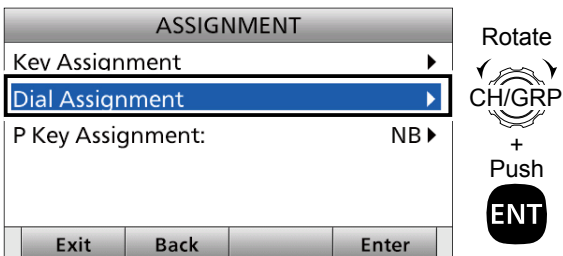 ASSIGNMENT
Key Assignment
Dial Assignment
P Key Assignment: NB
Exit Back Enter
Rotate
CH/GRP
+
Push
ENT